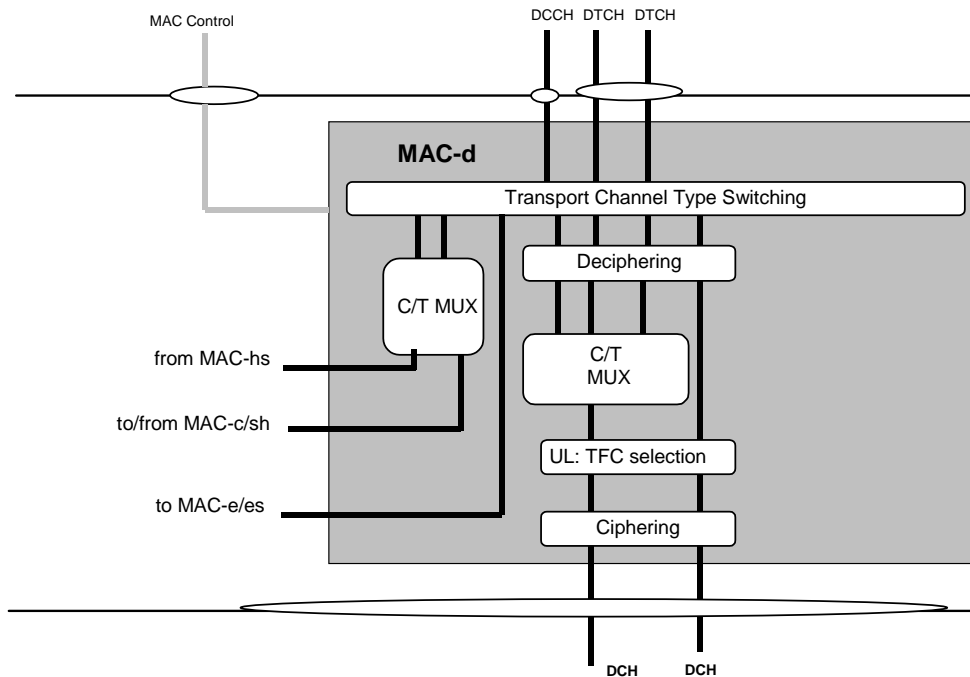 MAC Control
DCCH DTCH DTCH
MAC-d
Transport Channel Type Switching
Deciphering
C/T MUX
from MAC-hs
C/T
MUX
to/from MAC-c/sh
UL: TFC selection
to MAC-e/es
Ciphering
DCH
DCH